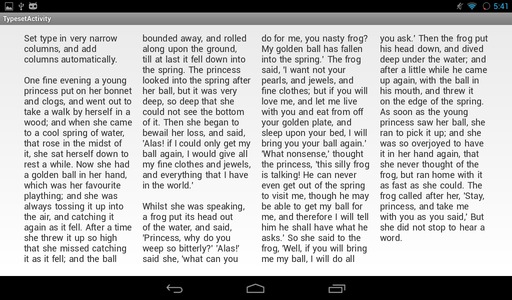 5:41
TypesetActivity
Set type in very narrow
columns, and add
columns automatically.
One fine evening a young
princess put on her bonnet
and clogs, and went out to
take a walk by herself in a
wood; and when she came
to a cool spring of water,
that rose in the midst of
it, she sat herself down to
rest a while. Now she had
a golden ball in her hand,
which was her favourite
plaything; and she was
always tossing it up into
the air, and catching it
again as it fell. After a time
she threw it up so high
that she missed catching
it as it fell; and the ball
bounded away, and rolled
along upon the ground,
till at last it fell down into
the spring. The princess
looked into the spring after
her ball, but it was very
deep, so deep that she
could not see the bottom
of it. Then she began to
bewail her loss, and said,
'Alas! if I could only get my
ball again, I would give all
my fine clothes and jewels,
and everything that I have
in the world.'
Whilst she was speaking,
a frog put its head out
of the water, and said,
'Princess, why do you
weep so bitterly?' 'Alas!'
said she, 'what can you
do for me, you nasty frog?
My golden ball has fallen
into the spring.' The frog
said, 'I want not your
pearls, and jewels, and
fine clothes; but if you will
love me, and let me live
with you and eat from off
your golden plate, and
sleep upon your bed, I will
bring you your ball again.'
'What nonsense,' thought
the princess, 'this silly frog
is talking! He can never
even get out of the spring
to visit me, though he may
be able to get my ball for
me, and therefore I will tell
him he shall have what he
asks.' So she said to the
frog, 'Well, if you will bring
me my ball, I will do all
you ask.' Then the frog put
his head down, and dived
deep under the water; and
after a little while he came
up again, with the ball in
his mouth, and threw it
on the edge of the spring.
As soon as the young
princess saw her ball, she
ran to pick it up; and she
was so overjoyed to have
it in her hand again, that
she never thought of the
frog, but ran home with it
as fast as she could. The
frog called after her, 'Stay,
princess, and take me
with you as you said,' But
she did not stop to hear a
word.